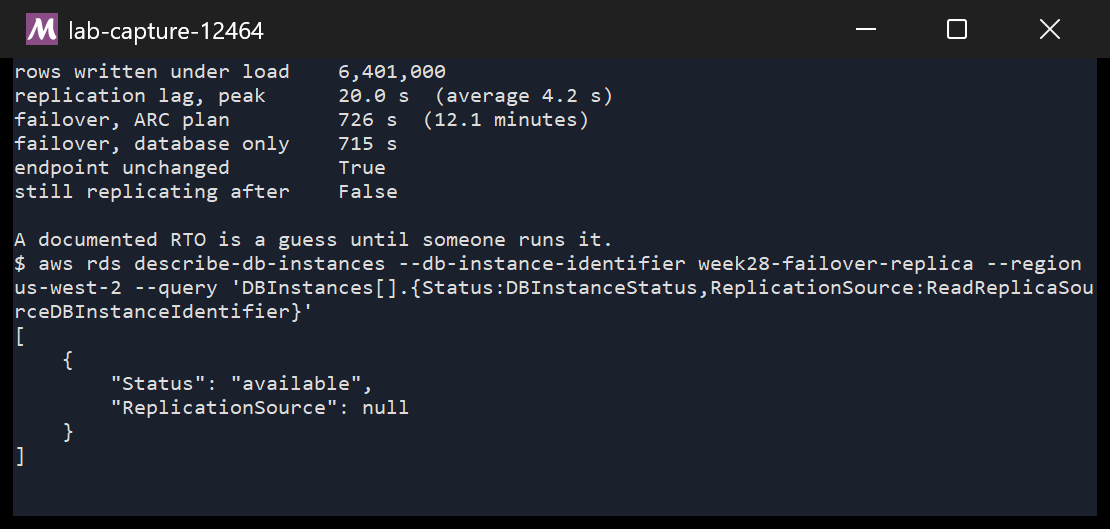 lab-capture-12464
rows written under load    6,401,000
replication lag, peak      20.0 s  (average 4.2 s)
failover, ARC plan         726 s  (12.1 minutes)
failover, database only    715 s
endpoint unchanged         True
still replicating after    False
A documented RTO is a guess until someone runs it.
$ aws rds describe-db-instances --db-instance-identifier week28-failover-replica --region
us-west-2 --query 'DBInstances[].{Status:DBInstanceStatus,ReplicationSource:ReadReplicaSou
rceDBInstanceIdentifier}'
[
    {
        "Status": "available",
        "ReplicationSource": null
    }
]